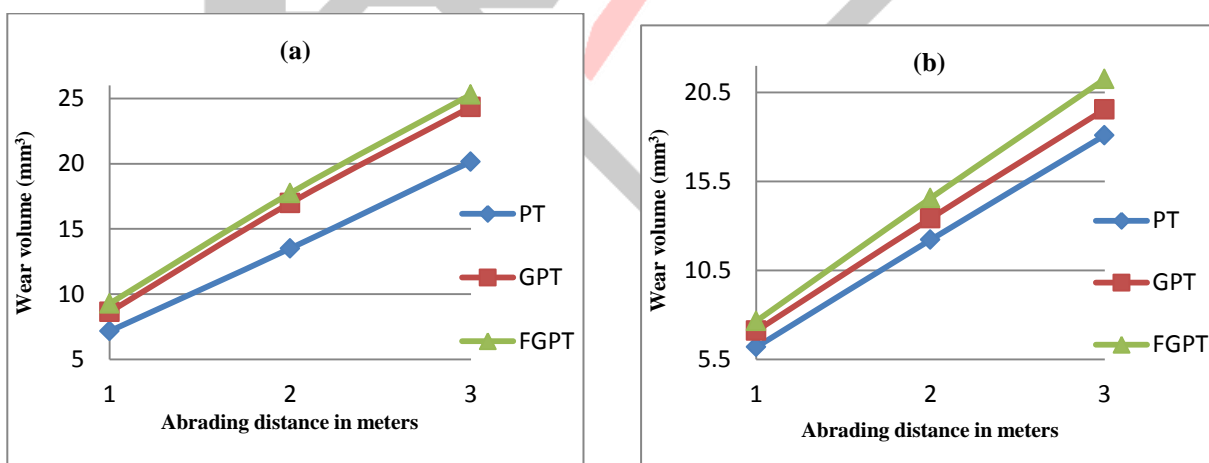 (a)
Wear volume (mm³)
25
20
15
10
5
1 2 3
Abrading distance in meters
PT
GPT
FGPT
(b)
Wear volume (mm³)
20.5
15.5
10.5
5.5
1 2 3
Abrading distance in meters
PT
GPT
FGPT